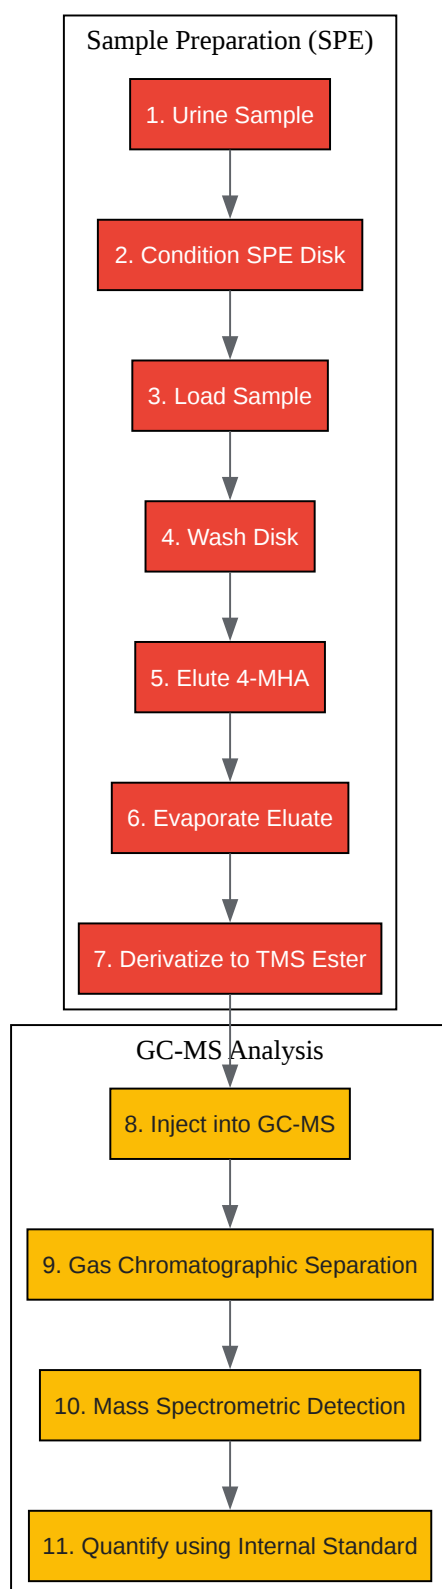 Sample Preparation (SPE)
1. Urine Sample
2. Condition SPE Disk
3. Load Sample
4. Wash Disk
5. Elute 4-MHA
6. Evaporate Eluate
7. Derivatize to TMS Ester
GC-MS Analysis
8. Inject into GC-MS
9. Gas Chromatographic Separation
10. Mass Spectrometric Detection
11. Quantify using Internal Standard